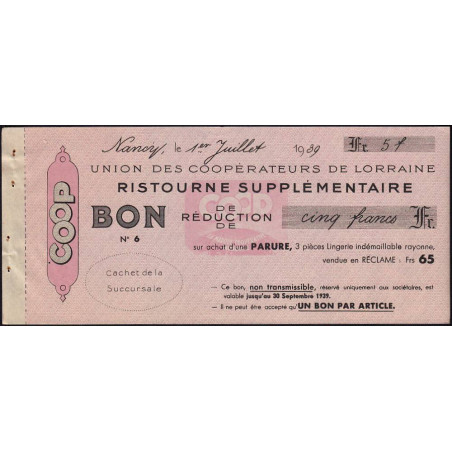 Nancy, le 1er Juillet 1939 Fr. 5 f
UNION DES COOPÉRATEURS DE LORRAINE
RISTOURNE SUPPLÉMENTAIRE
BON DE RÉDUCTION DE cinq francs Fr.
N° 6
sur achat d'une PARURE, 3 pièces Lingerie indémaillable rayonne,
vendue en RÉCLAME : Frs 65
COOP
Cachet de la
Succursale
— Ce bon, non transmissible, réservé uniquement aux sociétaires, est
valable jusqu'au 30 Septembre 1939.
— Il ne peut être accepté qu'UN BON PAR ARTICLE.
COOP